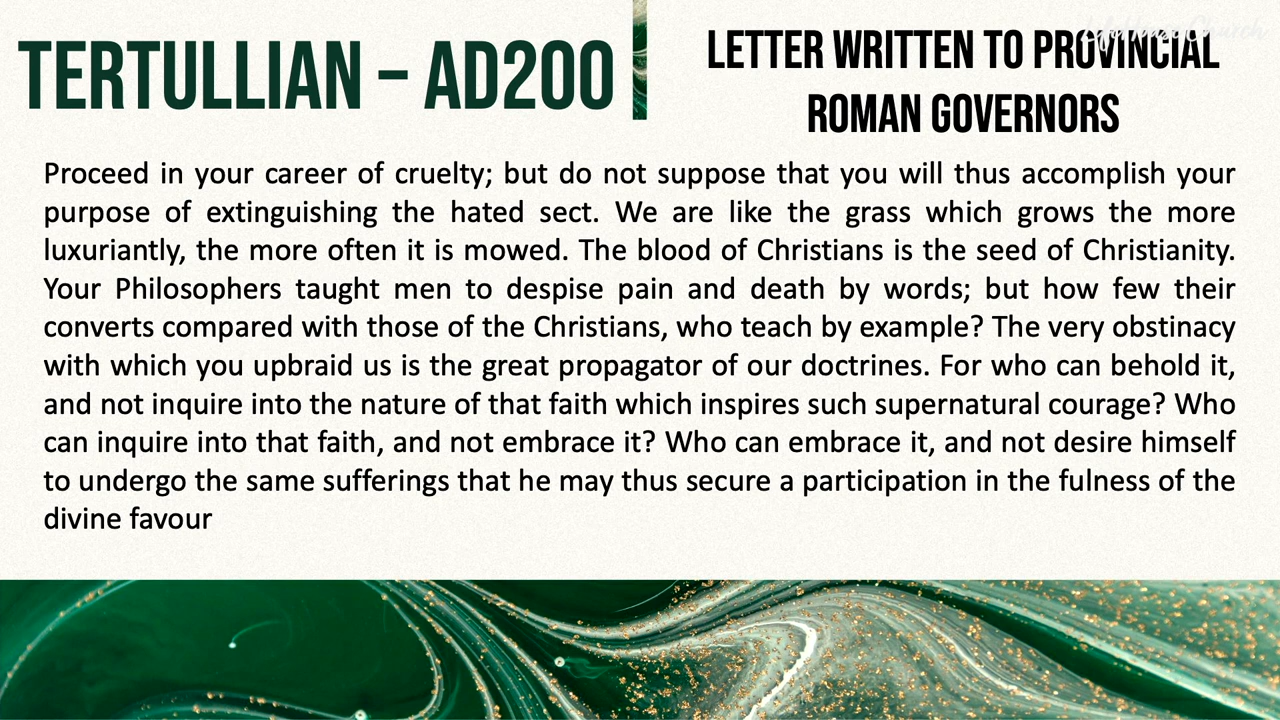 TERTULLIAN – AD200
LETTER WRITTEN TO PROVINCIAL
ROMAN GOVERNORS
Life House Church
Proceed in your career of cruelty; but do not suppose that you will thus accomplish your
purpose of extinguishing the hated sect. We are like the grass which grows the more
luxuriantly, the more often it is mowed. The blood of Christians is the seed of Christianity.
Your Philosophers taught men to despise pain and death by words; but how few their
converts compared with those of the Christians, who teach by example? The very obstinacy
with which you upbraid us is the great propagator of our doctrines. For who can behold it,
and not inquire into the nature of that faith which inspires such supernatural courage? Who
can inquire into that faith, and not embrace it? Who can embrace it, and not desire himself
to undergo the same sufferings that he may thus secure a participation in the fulness of the
divine favour